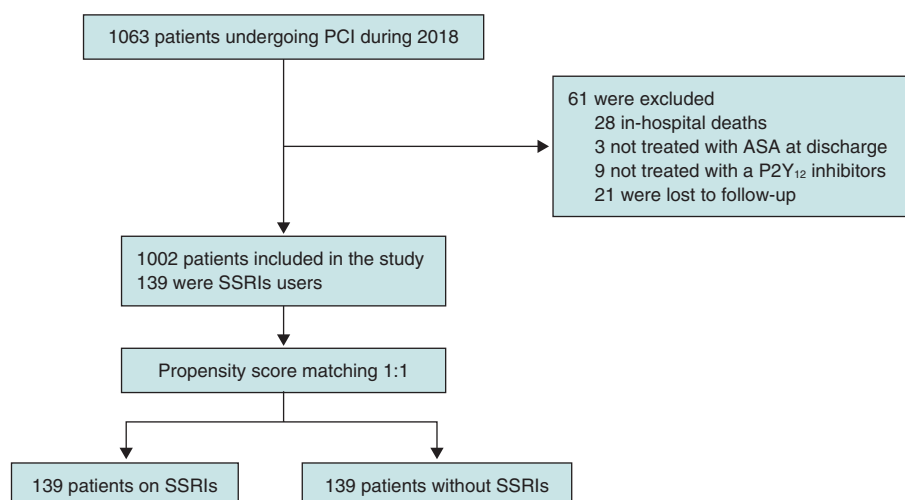 1063 patients undergoing PCI during 2018
61 were excluded
28 in-hospital deaths
3 not treated with ASA at discharge
9 not treated with a P2Y₁₂ inhibitors
21 were lost to follow-up
1002 patients included in the study
139 were SSRIs users
Propensity score matching 1:1
139 patients on SSRIs
139 patients without SSRIs